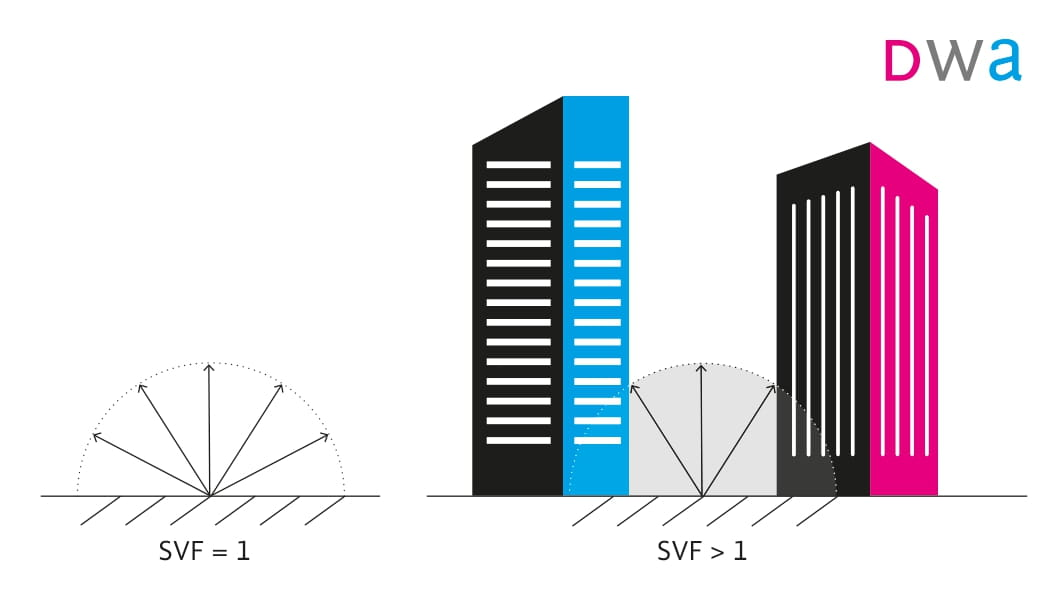 DWa
SVF = 1
SVF > 1